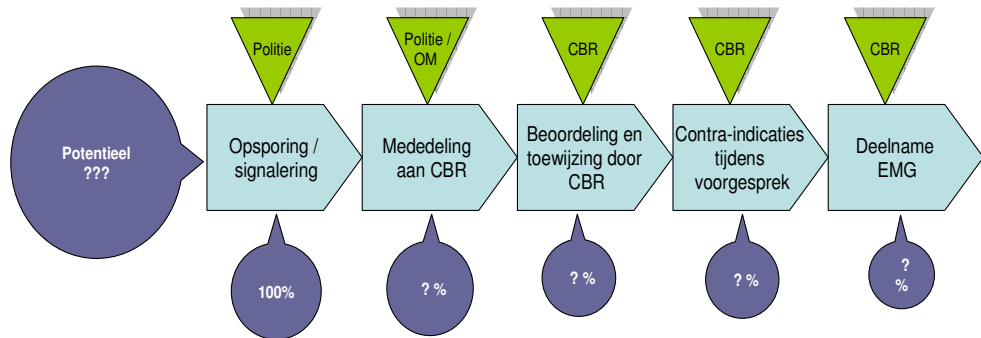 Politie
Politie /
OM
CBR
CBR
CBR
Potentieel
???
Opsporing /
signalering
Mededeling
aan CBR
Beoordeling en
toewijzing door
CBR
Contra-indicaties
tijdens
voorgesprek
Deelname
EMG
100%
? %
? %
? %
?
%